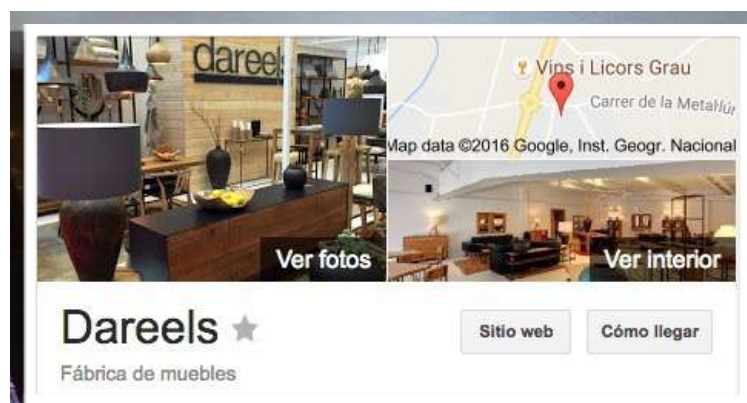 dareels
Vins i Licors Grau
Carrer de la Metal·lúr
Map data ©2016 Google, Inst. Geogr. Nacional
Ver fotos
Ver interior
Dareels
Sitio web
Cómo llegar
Fábrica de muebles